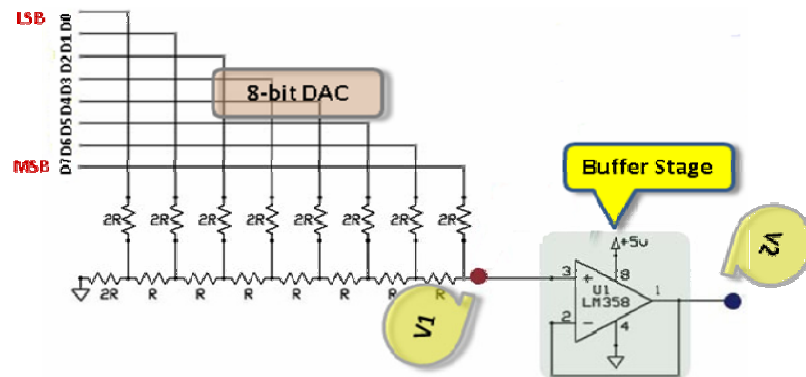 LSB
D0
D1
D2
D3
D4
D5
D6
MSB D7
8-bit DAC
Buffer Stage
2R 2R 2R 2R 2R 2R 2R 2R
+5v
3
+
8
U1
LM358
1
2
-
4
2R R R R R R R R
V1
V2